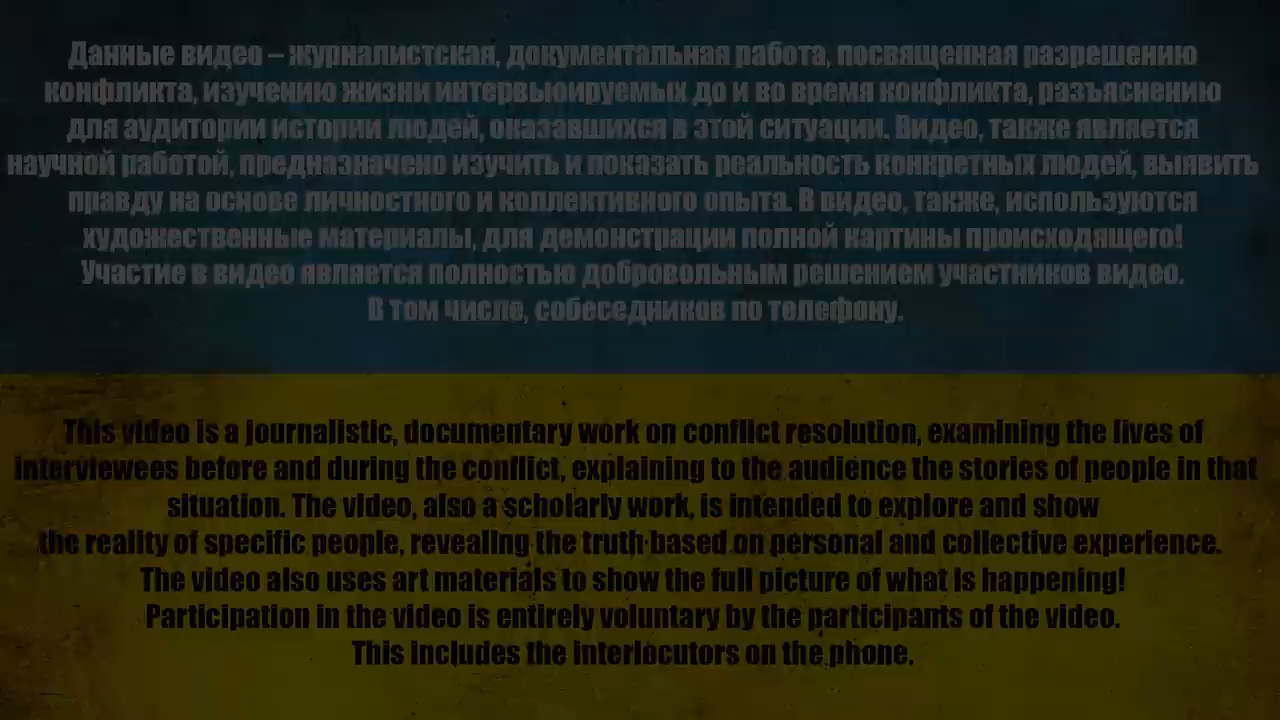 Данные видео – журналистская, документальная работа, посвященная разрешению
конфликта, изучению жизни интервьюируемых до и во время конфликта, разъяснению
для аудитории истории людей, оказавшихся в этой ситуации. Видео, также является
научной работой, предназначено изучить и показать реальность конкретных людей, выявить
правду на основе личностного и коллективного опыта. В видео, также, используются
художественные материалы, для демонстрации полной картины происходящего!
Участие в видео является полностью добровольным решением участников видео.
В том числе, собеседников по телефону.
This video is a journalistic, documentary work on conflict resolution, examining the lives of
interviewees before and during the conflict, explaining to the audience the stories of people in that
situation. The video, also a scholarly work, is intended to explore and show
the reality of specific people, revealing the truth based on personal and collective experience.
The video also uses art materials to show the full picture of what is happening!
Participation in the video is entirely voluntary by the participants of the video.
This includes the interlocutors on the phone.